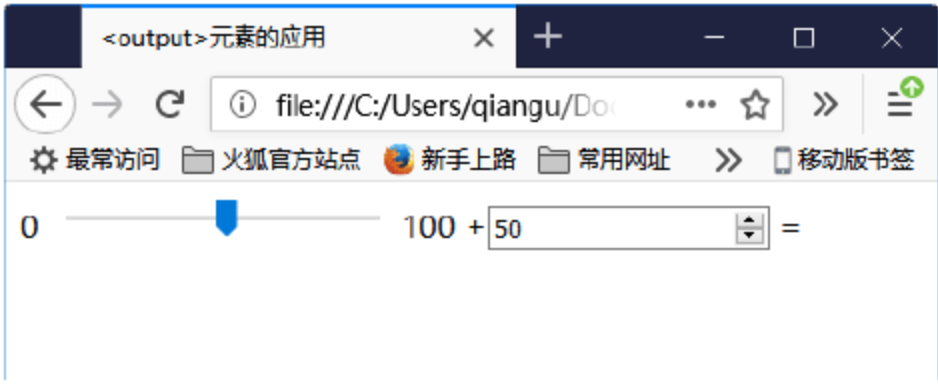 <output>元素的应用
file:///C:/Users/qiangu/Doc
最常访问 火狐官方站点 新手上路 常用网址 移动版书签
0 100 + 50 =